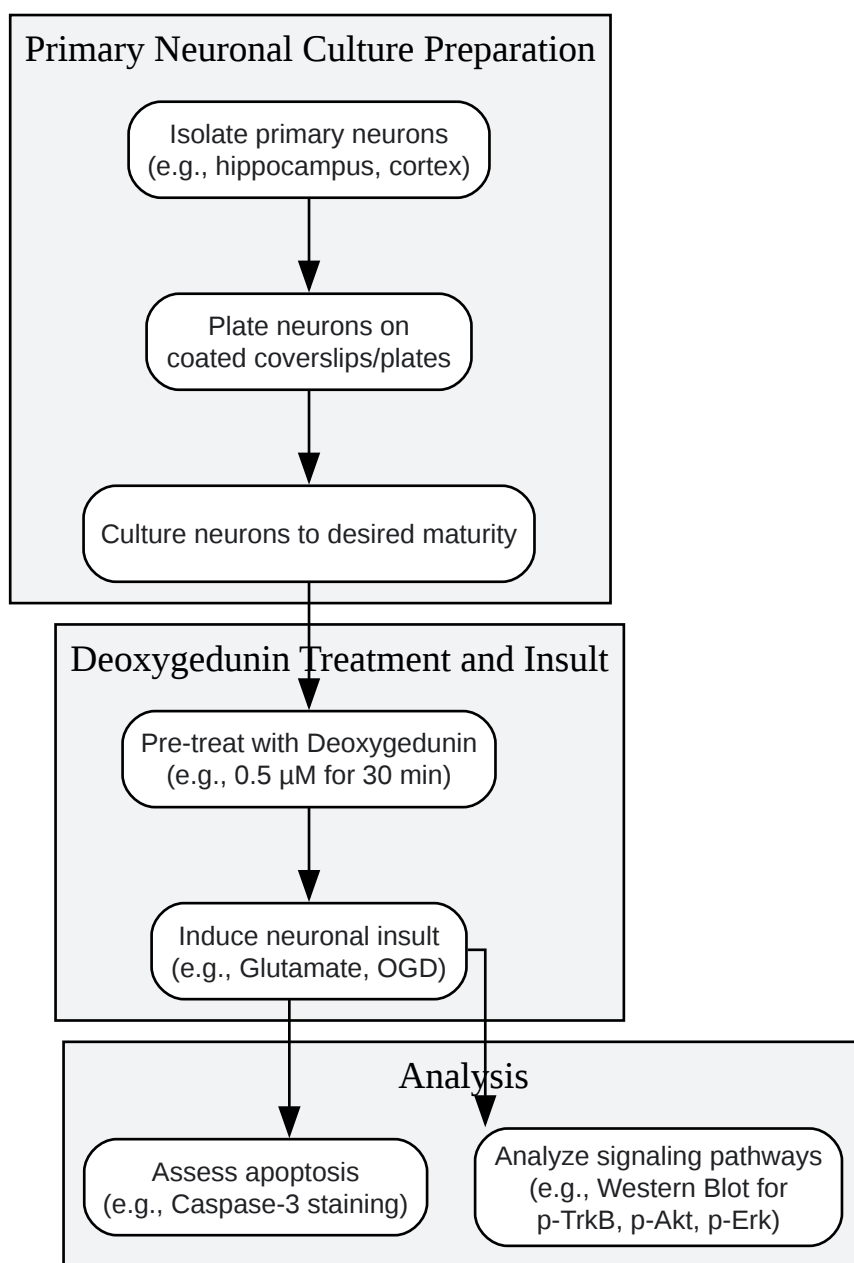 Primary Neuronal Culture Preparation
Isolate primary neurons
(e.g., hippocampus, cortex)
Plate neurons on
coated coverslips/plates
Culture neurons to desired maturity
Deoxygedunin Treatment and Insult
Pre-treat with Deoxygedunin
(e.g., 0.5 µM for 30 min)
Induce neuronal insult
(e.g., Glutamate, OGD)
Analysis
Assess apoptosis
(e.g., Caspase-3 staining)
Analyze signaling pathways
(e.g., Western Blot for
p-TrkB, p-Akt, p-Erk)